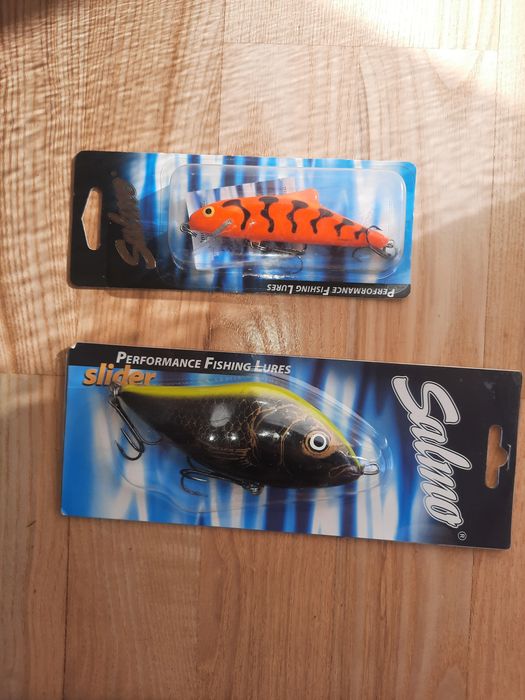 Salmo
PERFORMANCE FISHING LURES
PERFORMANCE FISHING LURES
slider
Salmo
®